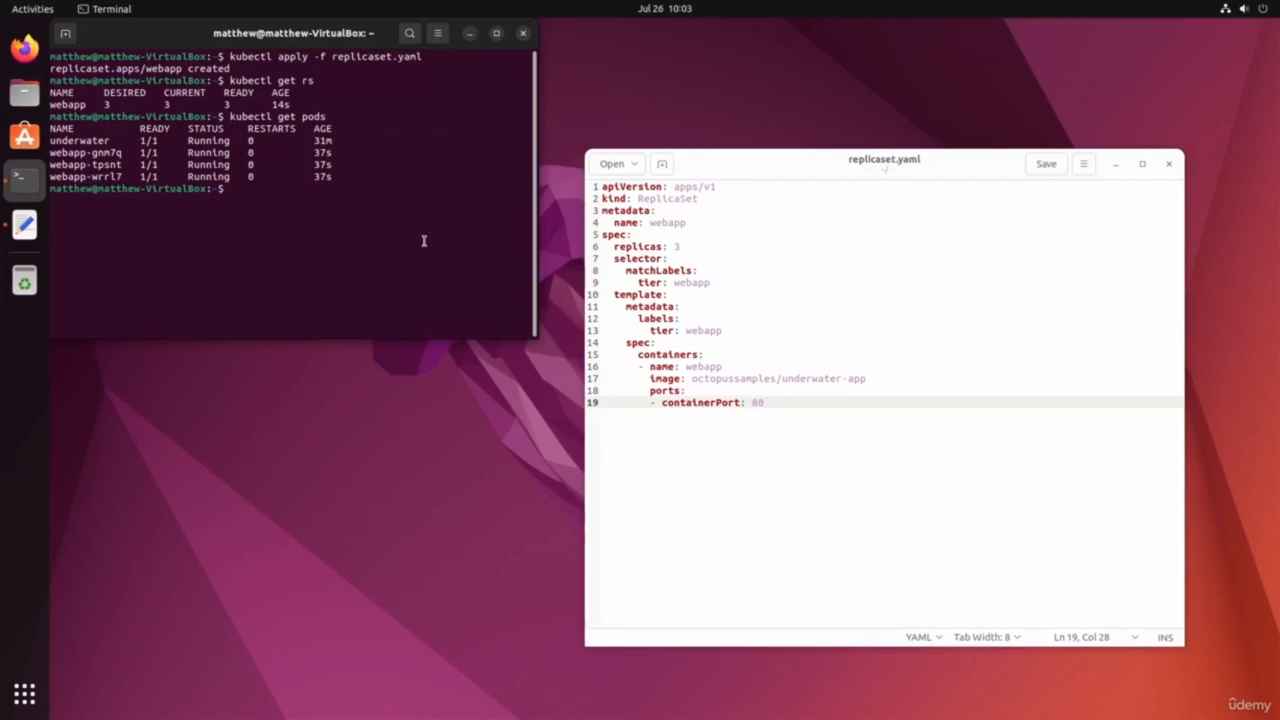 Activities
Terminal
Jul 26 10:03
matthew@matthew-VirtualBox: ~
matthew@matthew-VirtualBox:~$ kubectl apply -f replicaset.yaml
replicaset.apps/webapp created
matthew@matthew-VirtualBox:~$ kubectl get rs
NAME DESIRED CURRENT READY AGE
webapp 3 3 3 14s
matthew@matthew-VirtualBox:~$ kubectl get pods
NAME READY STATUS RESTARTS AGE
underwater 1/1 Running 0 31m
webapp-gnm7q 1/1 Running 0 37s
webapp-tpsnt 1/1 Running 0 37s
webapp-wrrl7 1/1 Running 0 37s
matthew@matthew-VirtualBox:~$
Open
replicaset.yaml
~/
Save
1 apiVersion: apps/v1
2 kind: ReplicaSet
3 metadata:
4   name: webapp
5 spec:
6   replicas: 3
7   selector:
8     matchLabels:
9       tier: webapp
10   template:
11     metadata:
12       labels:
13         tier: webapp
14     spec:
15       containers:
16       - name: webapp
17         image: octopussamples/underwater-app
18         ports:
19         - containerPort: 80
YAML
Tab Width: 8
Ln 19, Col 28
INS
udemy